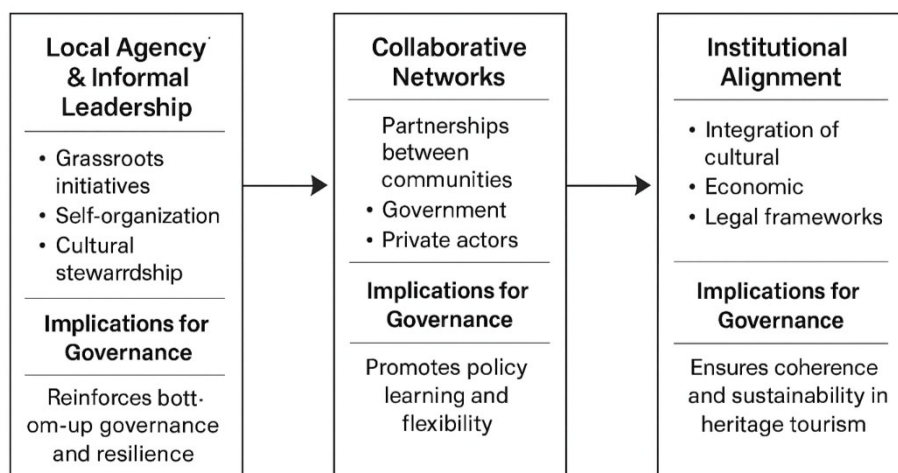 Local Agency
& Informal
Leadership
• Grassroots
initiatives
• Self-organization
• Cultural
stewarrdship
Implications for
Governance
Reinforces bott-
om-up governance
and resilience
Collaborative
Networks
Partnerships
between
communities
• Government
• Private actors
Implications for
Governance
Promotes policy
learning and
flexibility
Institutional
Alignment
• Integration of
cultural
• Economic
• Legal frameworks
Implications for
Governance
Ensures coherence
and sustainability in
heritage tourism